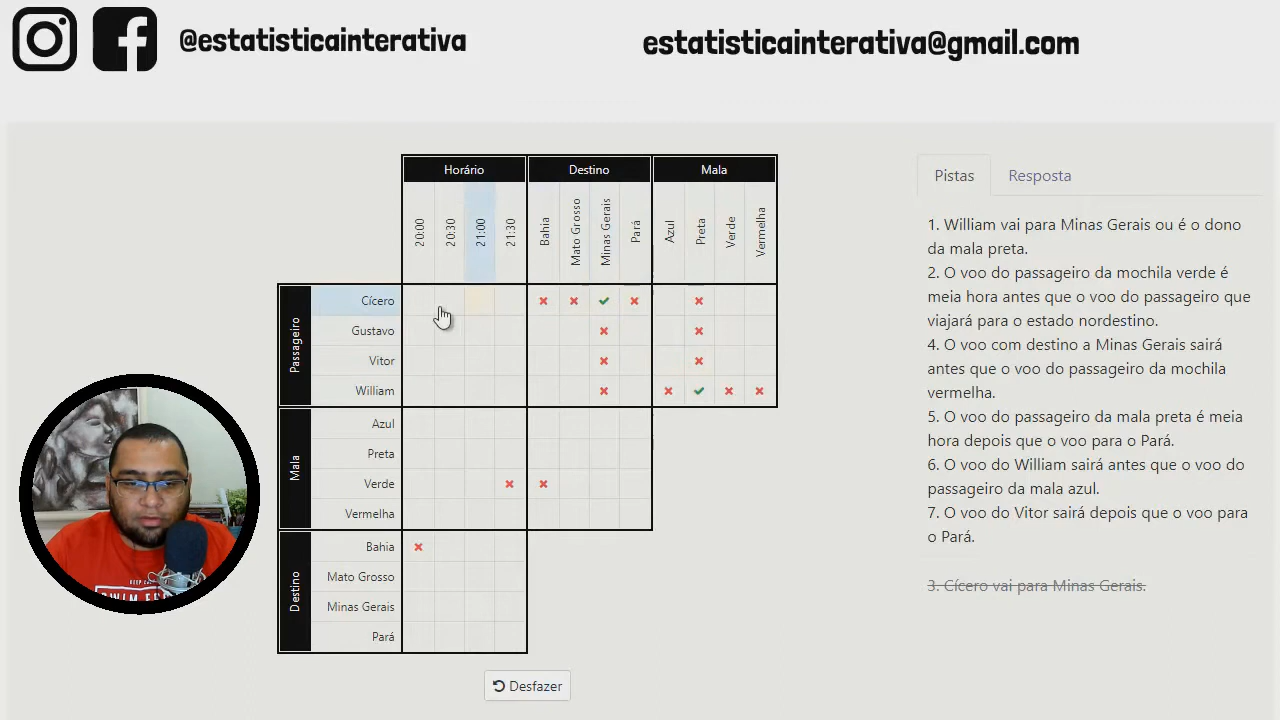 @estatisticainterativa
estatisticainterativa@gmail.com
Horário
Destino
Mala
20:00
20:30
21:00
21:30
Bahia
Mato Grosso
Minas Gerais
Pará
Azul
Preta
Verde
Vermelha
Passageiro
Cícero
Gustavo
Vitor
William
Mala
Azul
Preta
Verde
Vermelha
Destino
Bahia
Mato Grosso
Minas Gerais
Pará
Desfazer
Pistas
Resposta
1. William vai para Minas Gerais ou é o dono
da mala preta.
2. O voo do passageiro da mochila verde é
meia hora antes que o voo do passageiro que
viajará para o estado nordestino.
4. O voo com destino a Minas Gerais sairá
antes que o voo do passageiro da mochila
vermelha.
5. O voo do passageiro da mala preta é meia
hora depois que o voo para o Pará.
6. O voo do William sairá antes que o voo do
passageiro da mala azul.
7. O voo do Vitor sairá depois que o voo para
o Pará.
3. Cícero vai para Minas Gerais.